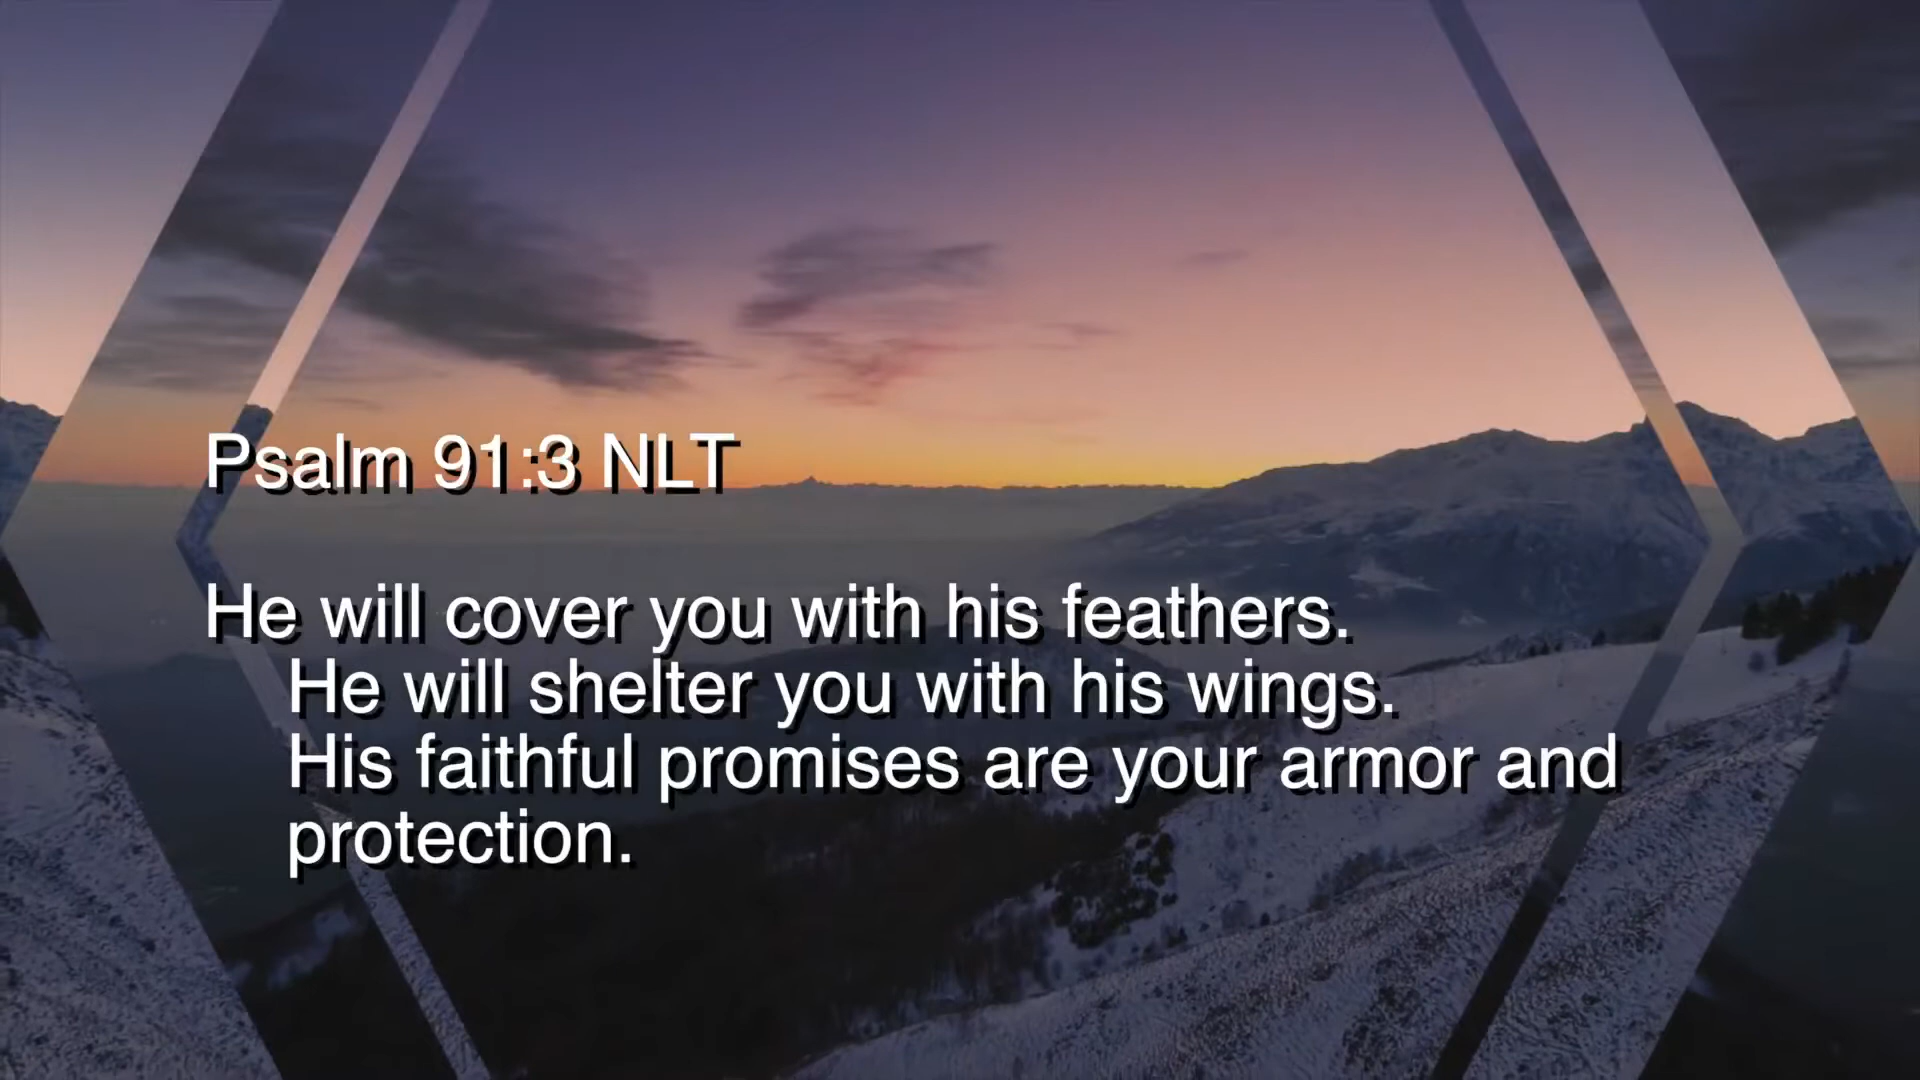 Psalm 91:3 NLT
He will cover you with his feathers.
He will shelter you with his wings.
His faithful promises are your armor and
protection.